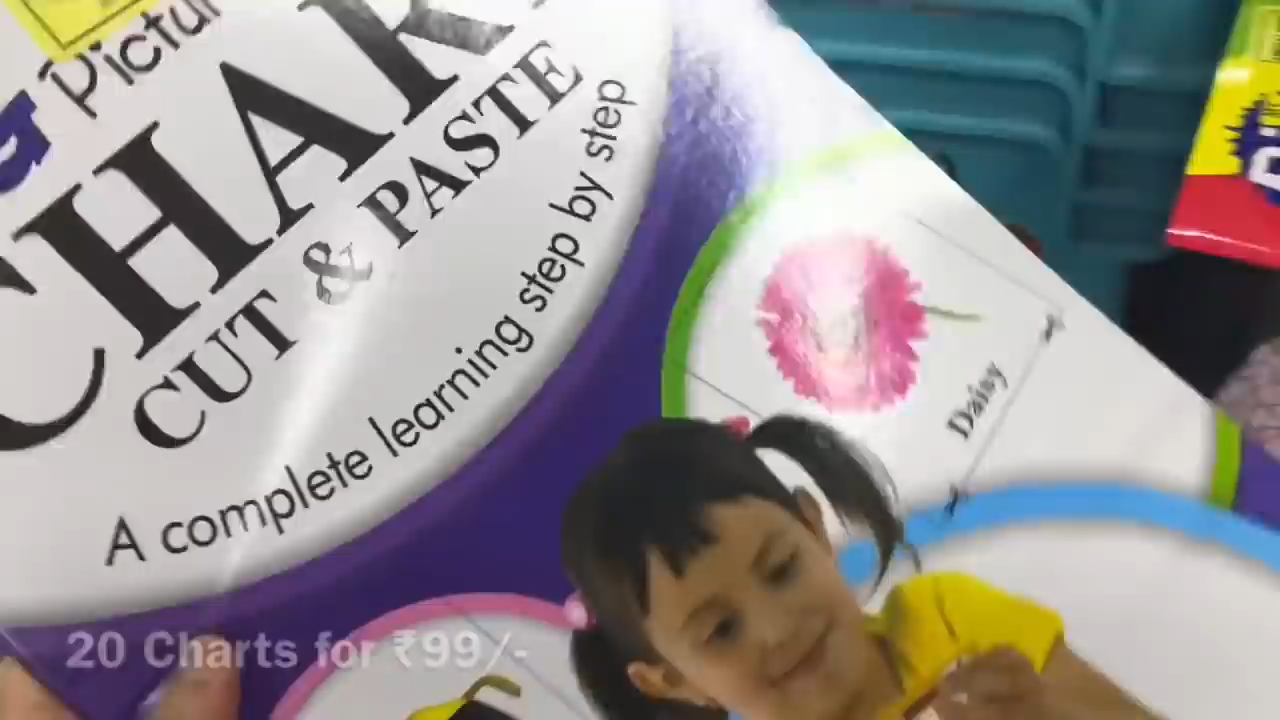 Pictur
CHAR
CUT & PASTE
A complete learning step by step
Daisy
20 Charts for ₹99/-